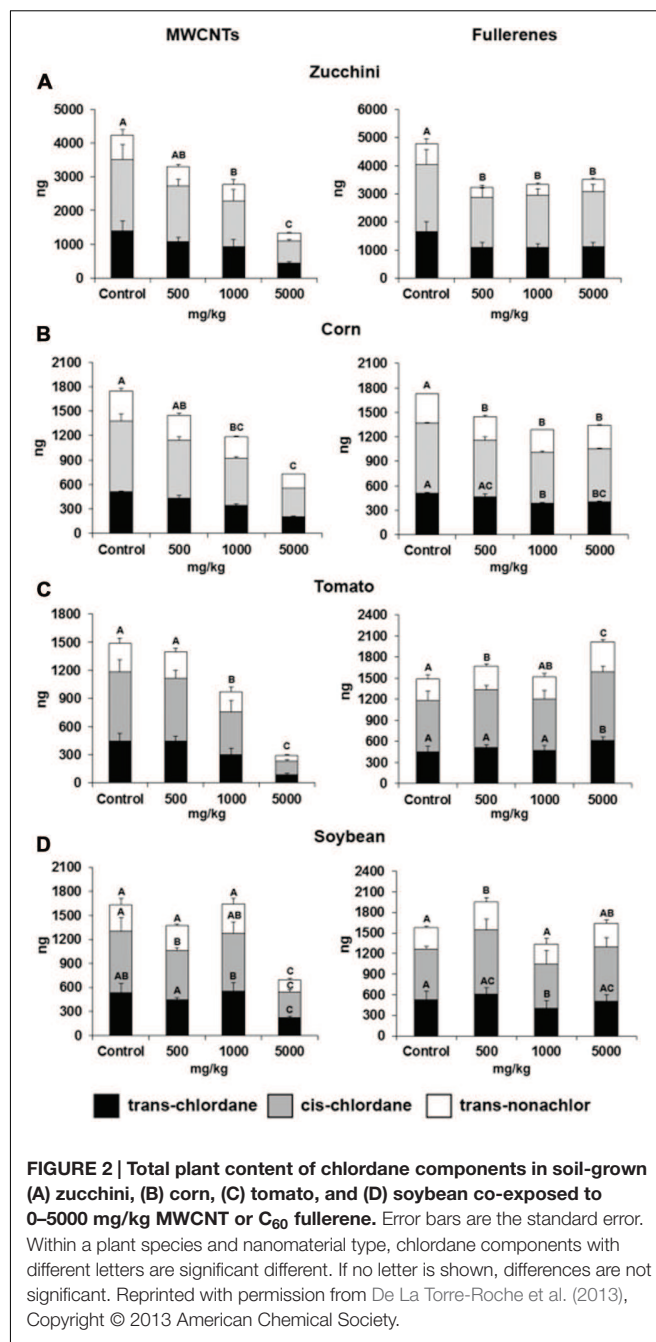 MWCNTs Fullerenes
A Zucchini
5000
4000
3000
2000
1000
0
ng
A AB B C
Control 500 1000 5000
mg/kg
6000
5000
4000
3000
2000
1000
0
ng
A B B B
Control 500 1000 5000
mg/kg
B Corn
2100
1800
1500
1200
900
600
300
0
ng
A AB BC C
Control 500 1000 5000
mg/kg
2100
1800
1500
1200
900
600
300
0
ng
A B B B
A AC B BC
Control 500 1000 5000
mg/kg
C Tomato
1800
1500
1200
900
600
300
0
ng
A A B C
Control 500 1000 5000
mg/kg
2400
2100
1800
1500
1200
900
600
300
0
ng
A B AB C
A A A B
Control 500 1000 5000
mg/kg
D Soybean
2100
1800
1500
1200
900
600
300
0
ng
A A A C
A B AB C
AB A B C
Control 500 1000 5000
mg/kg
2400
2100
1800
1500
1200
900
600
300
0
ng
A B A AB
A AC B AC
Control 500 1000 5000
mg/kg
trans-chlordane cis-chlordane trans-nonachlor
FIGURE 2 | Total plant content of chlordane components in soil-grown
(A) zucchini, (B) corn, (C) tomato, and (D) soybean co-exposed to
0–5000 mg/kg MWCNT or C60 fullerene. Error bars are the standard error.
Within a plant species and nanomaterial type, chlordane components with
different letters are significant different. If no letter is shown, differences are not
significant. Reprinted with permission from De La Torre-Roche et al. (2013),
Copyright © 2013 American Chemical Society.